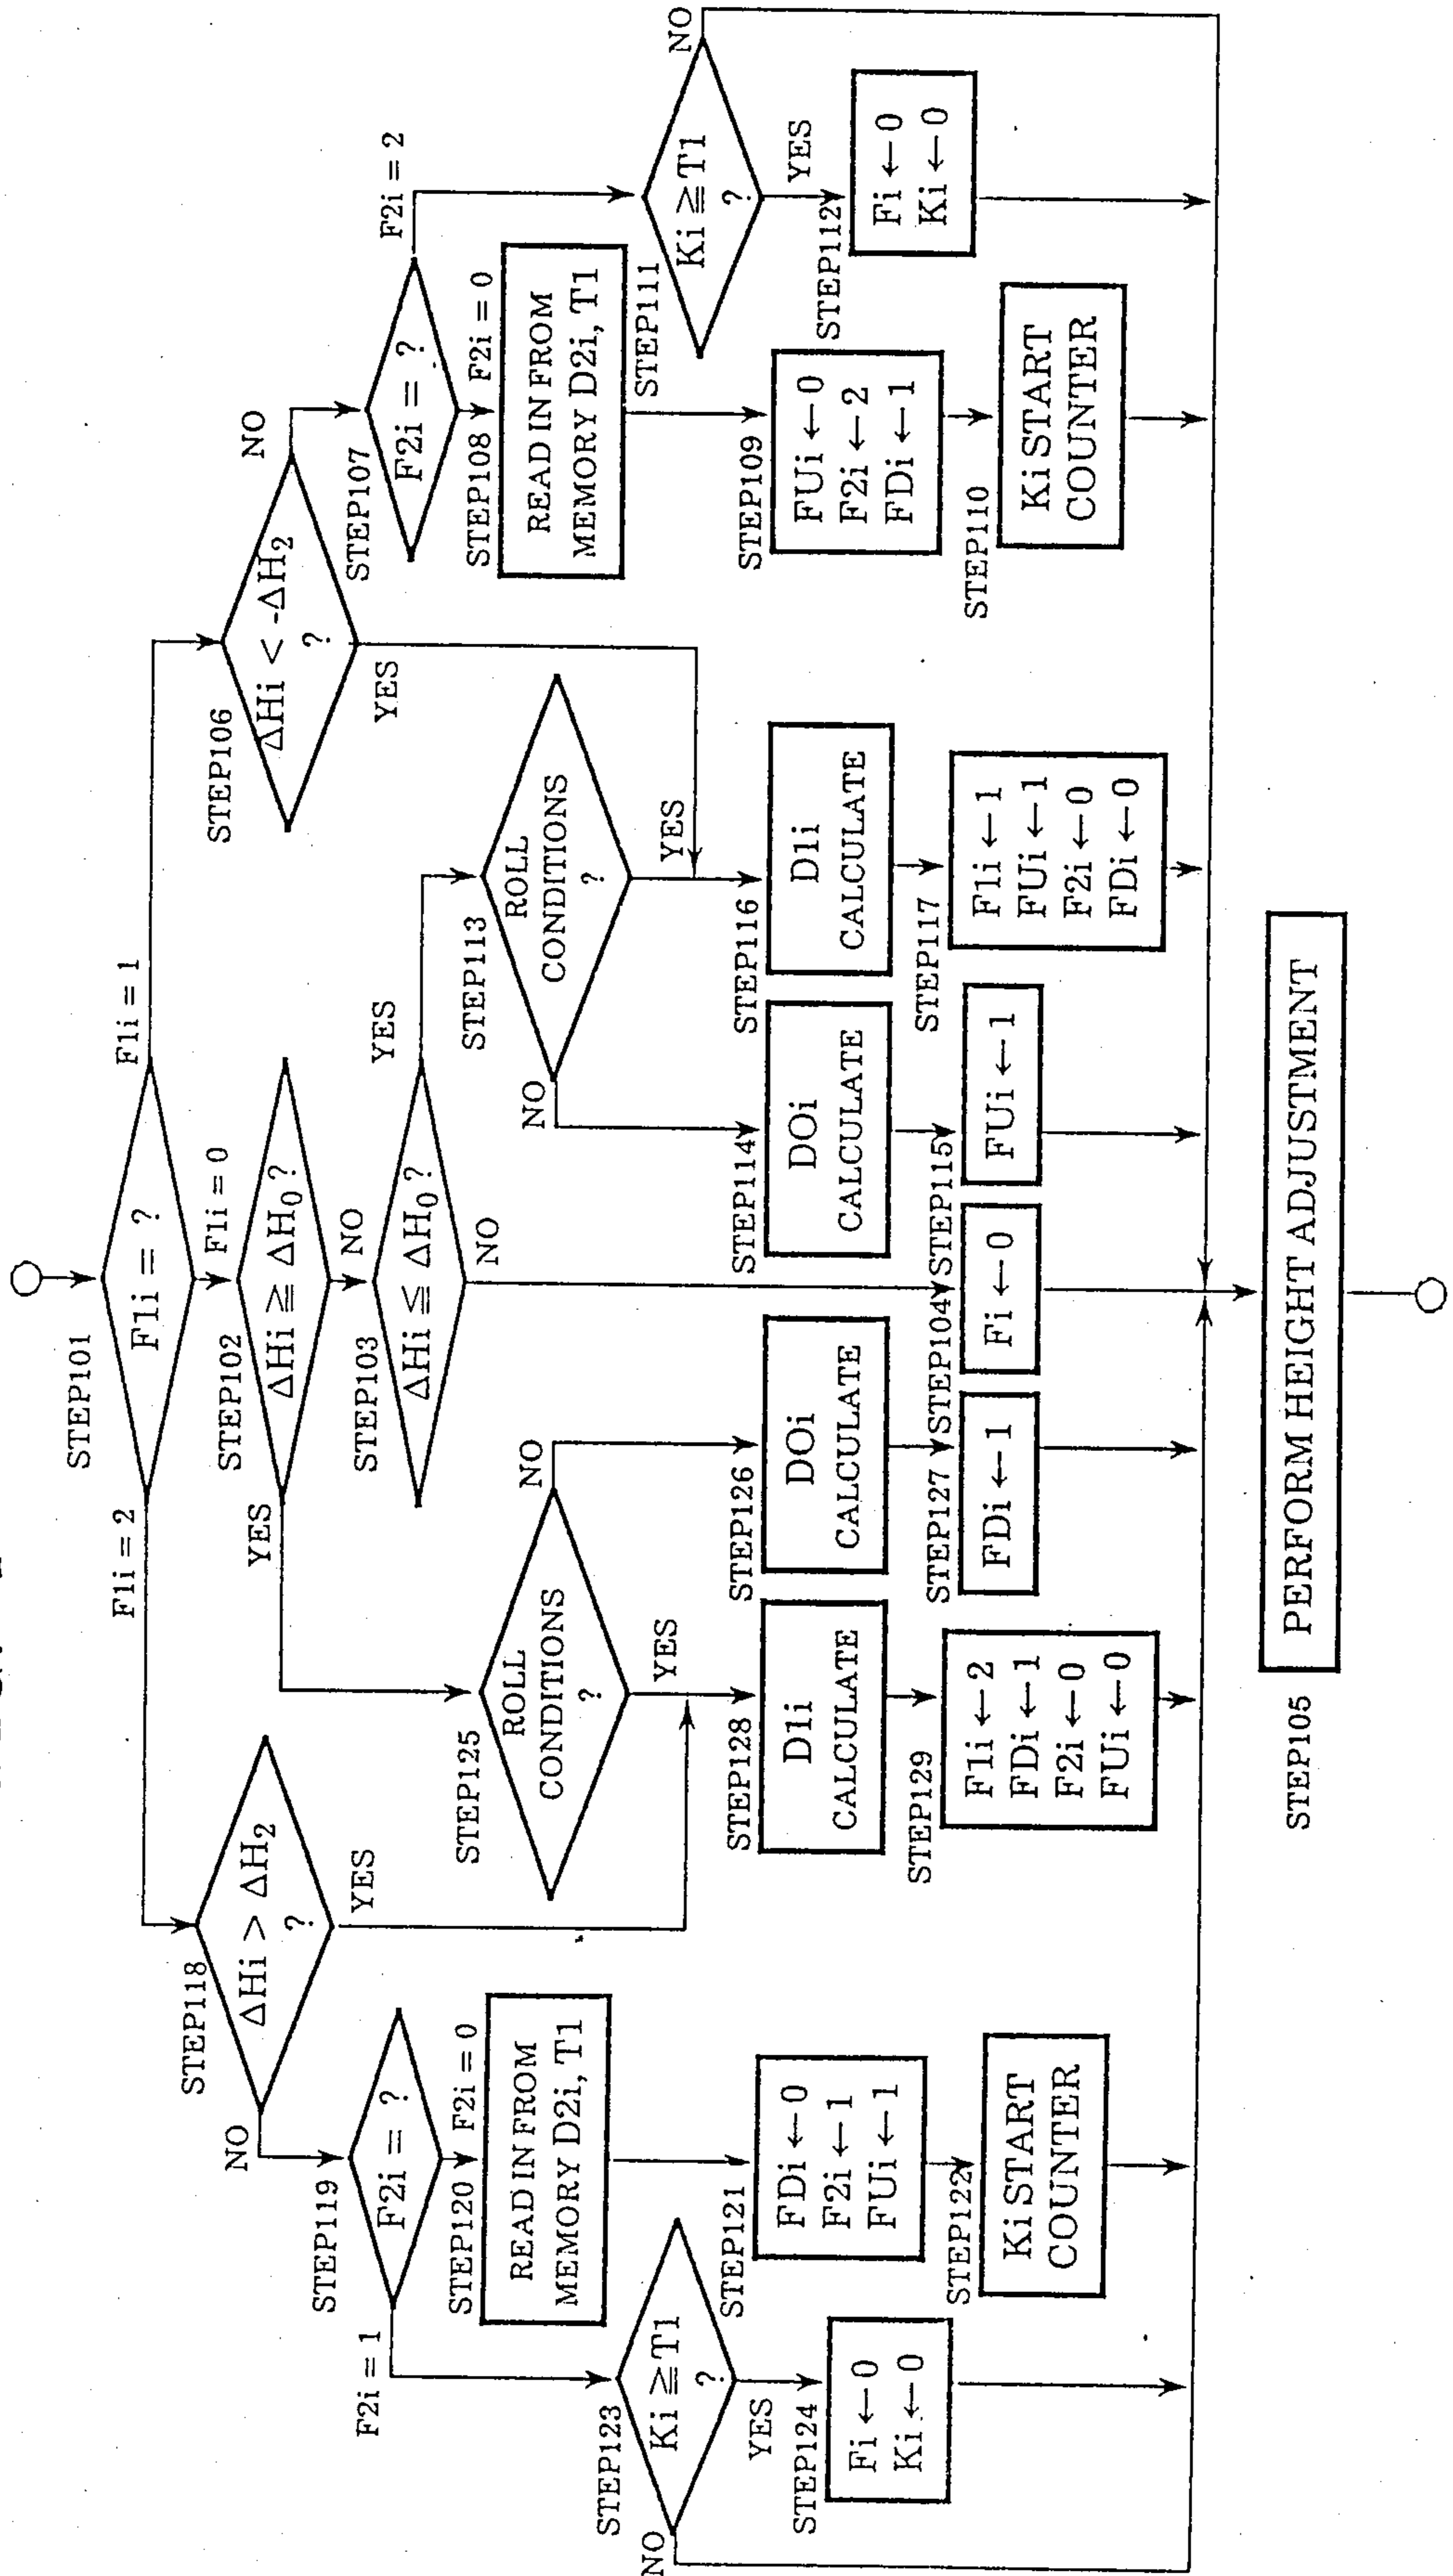 STEP101
F1i = ?
F1i = 2
F1i = 1
F1i = 0
STEP102
ΔHi ≧ ΔH₀ ?
YES
NO
STEP103
ΔHi ≦ ΔH₀ ?
YES
NO
STEP118
ΔHi > ΔH₂
?
NO
YES
STEP106
ΔHi < -ΔH₂
?
NO
YES
STEP119
F2i = ?
F2i = 1
F2i = 0
STEP120
READ IN FROM
MEMORY D2i, T1
STEP123
Ki ≧ T1
?
NO
YES
STEP124
Fi ← 0
Ki ← 0
STEP121
FDi ← 0
F2i ← 1
FUi ← 1
STEP122
Ki START
COUNTER
STEP125
ROLL
CONDITIONS
?
YES
NO
STEP128
D1i
CALCULATE
STEP129
F1i ← 2
FDi ← 1
F2i ← 0
FUi ← 0
STEP126
DOi
CALCULATE
STEP127
FDi ← 1
STEP104
Fi ← 0
STEP113
ROLL
CONDITIONS
?
NO
YES
STEP114
DOi
CALCULATE
STEP115
FUi ← 1
STEP116
D1i
CALCULATE
STEP117
F1i ← 1
FUi ← 1
F2i ← 0
FDi ← 0
STEP107
F2i = ?
F2i = 2
F2i = 0
STEP108
READ IN FROM
MEMORY D2i, T1
STEP109
FUi ← 0
F2i ← 2
FDi ← 1
STEP110
Ki START
COUNTER
STEP111
Ki ≧ T1
?
NO
YES
STEP112
Fi ← 0
Ki ← 0
STEP105
PERFORM HEIGHT ADJUSTMENT